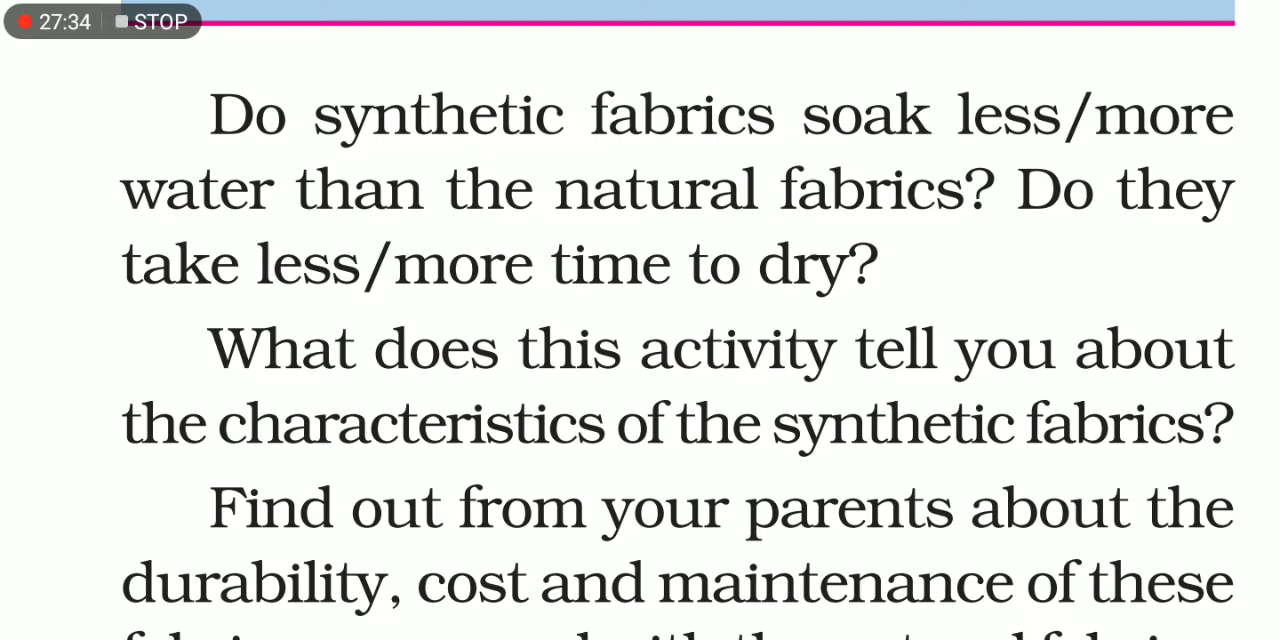 27:34 STOP
Do synthetic fabrics soak less/more
water than the natural fabrics? Do they
take less/more time to dry?
What does this activity tell you about
the characteristics of the synthetic fabrics?
Find out from your parents about the
durability, cost and maintenance of these